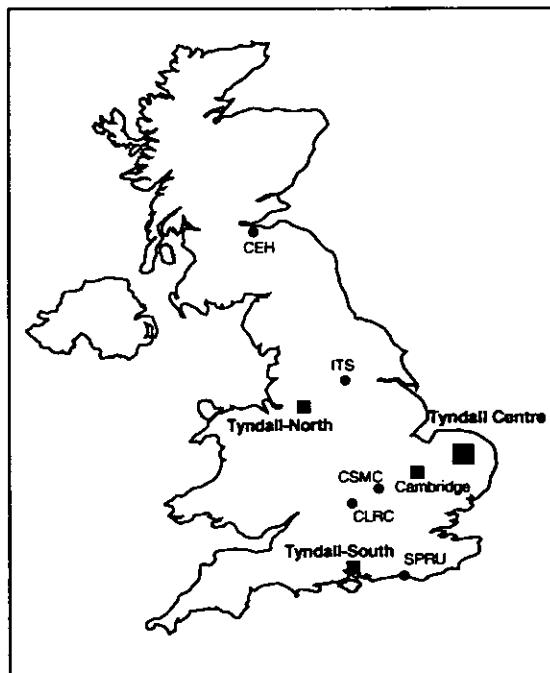 CEH
ITS
Tyndall-North
Tyndall Centre
CSMC
Cambridge
CLRC
Tyndall-South
SPRU